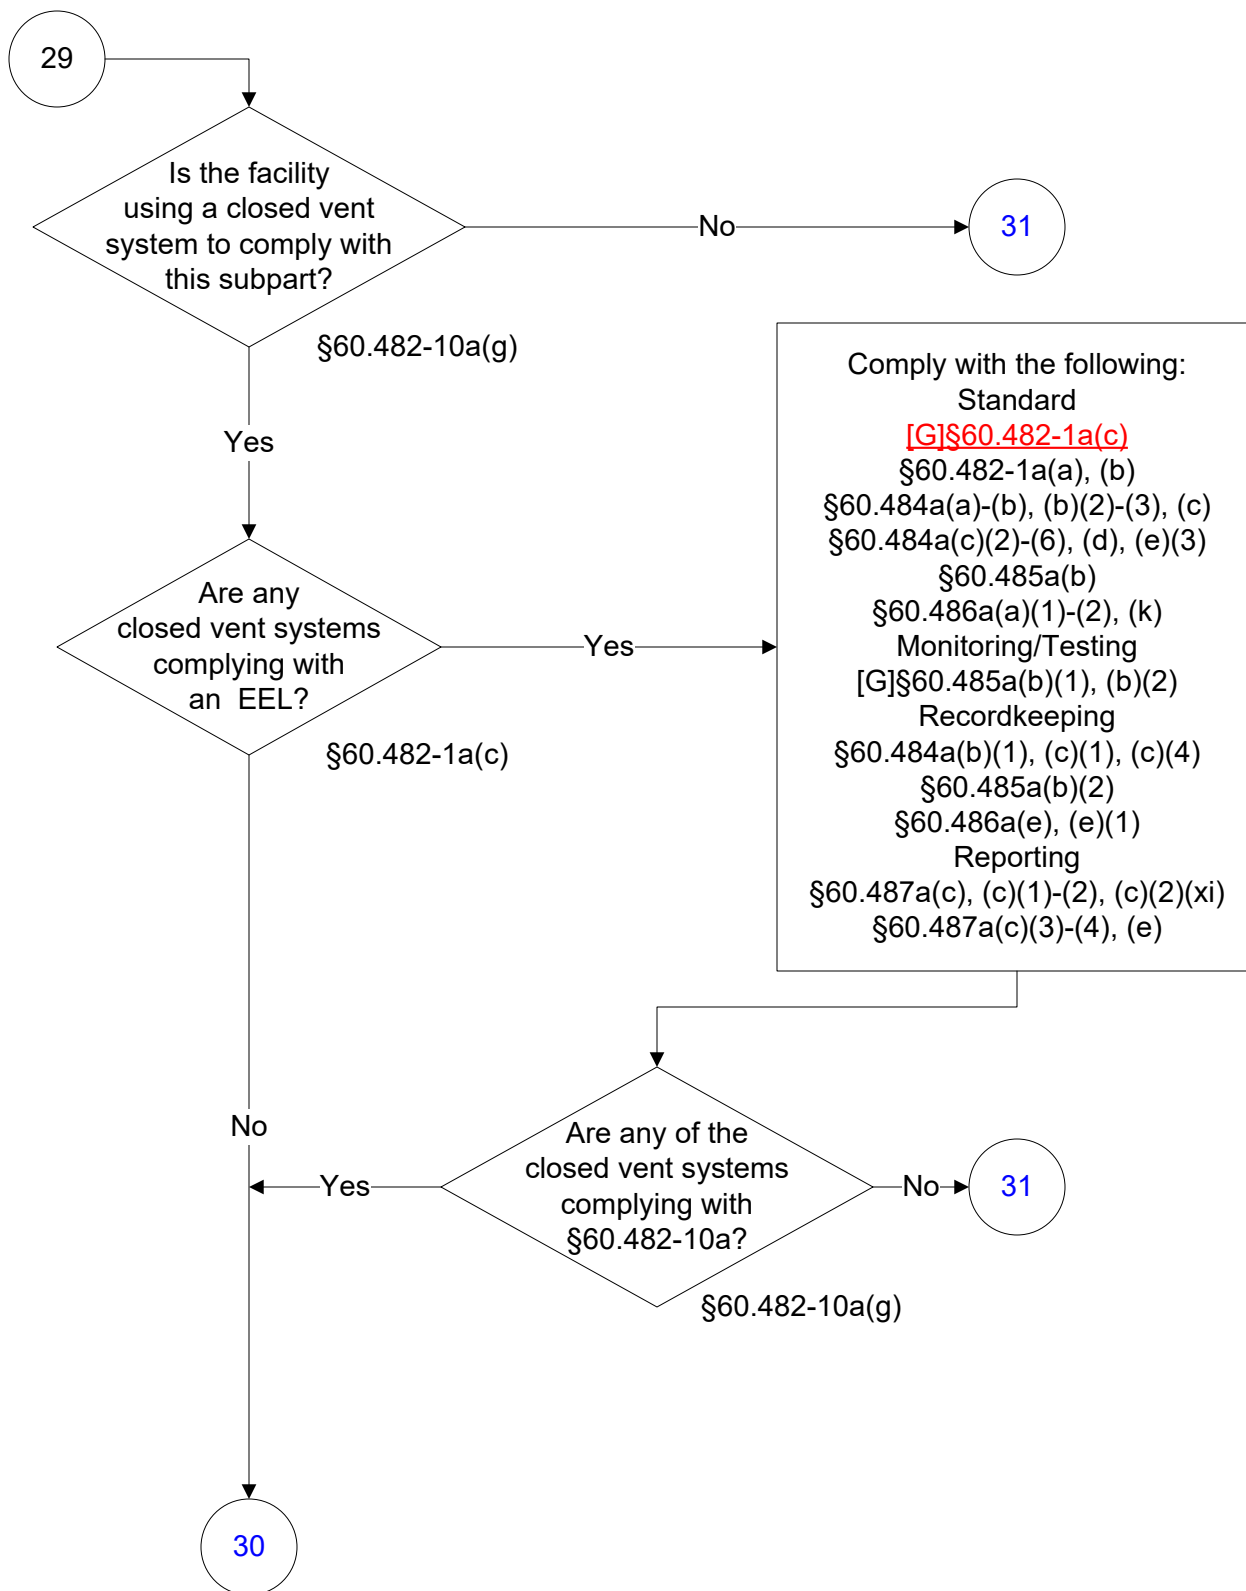 29
Is the facility
using a closed vent
system to comply with
this subpart?
No
31
§60.482-10a(g)
Yes
Comply with the following:
Standard
[G]§60.482-1a(c)
§60.482-1a(a), (b)
§60.484a(a)-(b), (b)(2)-(3), (c)
§60.484a(c)(2)-(6), (d), (e)(3)
§60.485a(b)
§60.486a(a)(1)-(2), (k)
Monitoring/Testing
[G]§60.485a(b)(1), (b)(2)
Recordkeeping
§60.484a(b)(1), (c)(1), (c)(4)
§60.485a(b)(2)
§60.486a(e), (e)(1)
Reporting
§60.487a(c), (c)(1)-(2), (c)(2)(xi)
§60.487a(c)(3)-(4), (e)
Are any
closed vent systems
complying with
an  EEL?
Yes
§60.482-1a(c)
No
Are any of the
closed vent systems
complying with
§60.482-10a?
Yes
No
31
§60.482-10a(g)
30